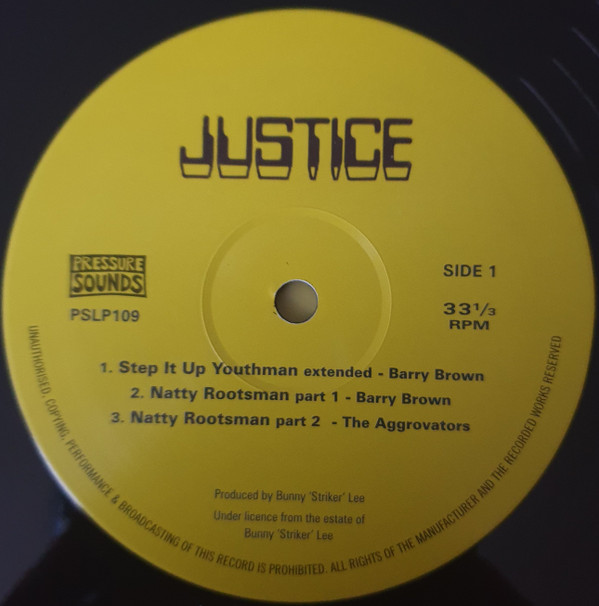 JUSTICE
PRESSURE
SOUNDS
PSLP109
SIDE 1
33 1/3
RPM
1. Step It Up Youthman extended - Barry Brown
2. Natty Rootsman part 1 - Barry Brown
3. Natty Rootsman part 2 - The Aggrovators
Produced by Bunny 'Striker' Lee
Under licence from the estate of
Bunny 'Striker' Lee
UNAUTHORISED, COPYING, PERFORMANCE & BROADCASTING OF THIS RECORD IS PROHIBITED. ALL RIGHTS OF THE MANUFACTURER AND THE RECORDED WORKS RESERVED